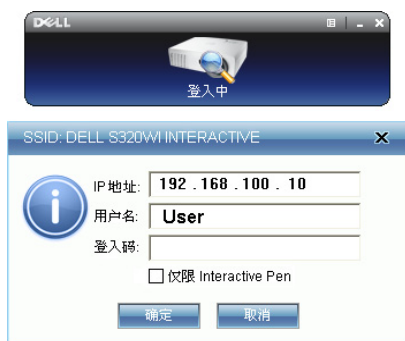 DELL
登入中
SSID: DELL S320WI INTERACTIVE
IP 地址: 192 . 168 . 100 . 10
用户名: User
登入碼:
仅限 Interactive Pen
确定 取消